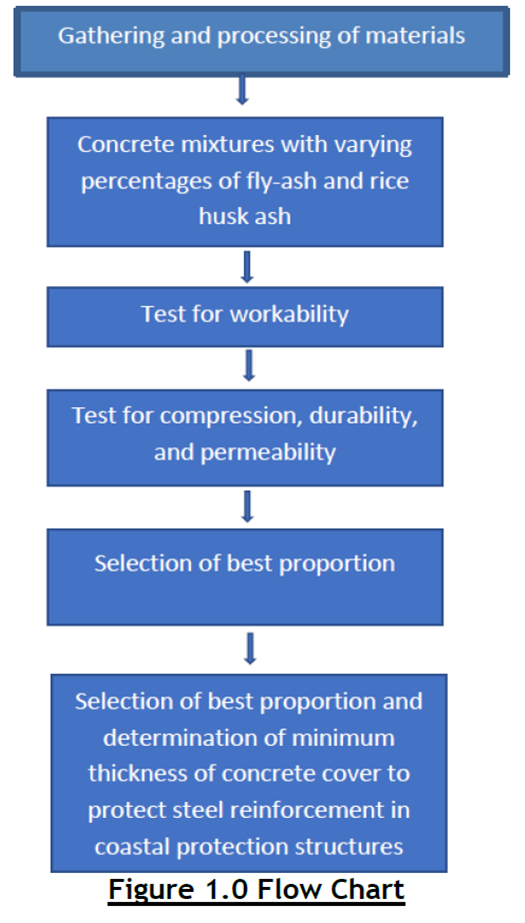 Gathering and processing of materials
Concrete mixtures with varying
percentages of fly-ash and rice
husk ash
Test for workability
Test for compression, durability,
and permeability
Selection of best proportion
Selection of best proportion and
determination of minimum
thickness of concrete cover to
protect steel reinforcement in
coastal protection structures
Figure 1.0 Flow Chart